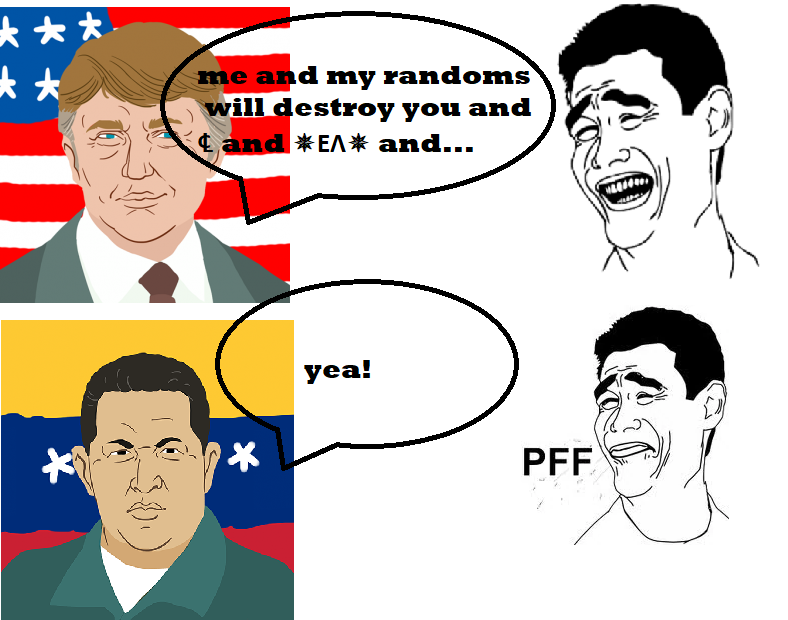 me and my randoms
will destroy you and
₵ and ✵ΕΛ✵ and...
yea!
PFF